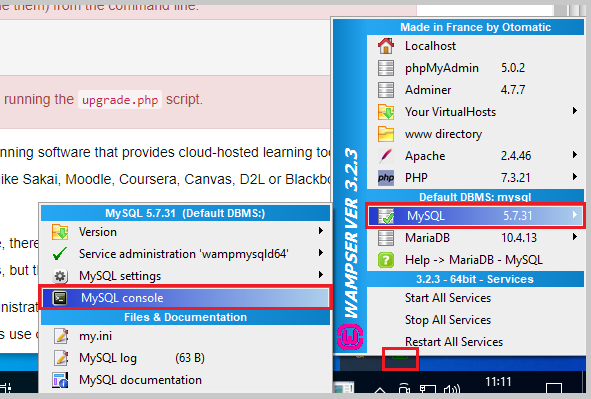 e them) from the command line.
running the upgrade.php script.
nning software that provides cloud-hosted learning too
ike Sakai, Moodle, Coursera, Canvas, D2L or Blackbo
e, there
s, but th
nistrat
s use c
Made in France by Otomatic
Localhost
phpMyAdmin 5.0.2
Adminer 4.7.7
Your VirtualHosts
www directory
Apache 2.4.46
php PHP 7.3.21
Default DBMS: mysql
MySQL 5.7.31
MariaDB 10.4.13
Help -> MariaDB - MySQL
3.2.3 - 64bit - Services
Start All Services
Stop All Services
Restart All Services
WAMPSERVER 3.2.3
MySQL 5.7.31 (Default DBMS:)
Version
Service administration 'wampmysqld64'
MySQL settings
MySQL console
Files & Documentation
my.ini
MySQL log (63 B)
MySQL documentation
11:11